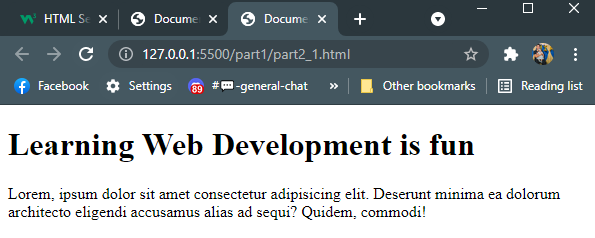 HTML Se
Docume
Docume
127.0.0.1:5500/part1/part2_1.html
Facebook
Settings
89
#💬-general-chat
»
Other bookmarks
Reading list
Learning Web Development is fun
Lorem, ipsum dolor sit amet consectetur adipisicing elit. Deserunt minima ea dolorum
architecto eligendi accusamus alias ad sequi? Quidem, commodi!